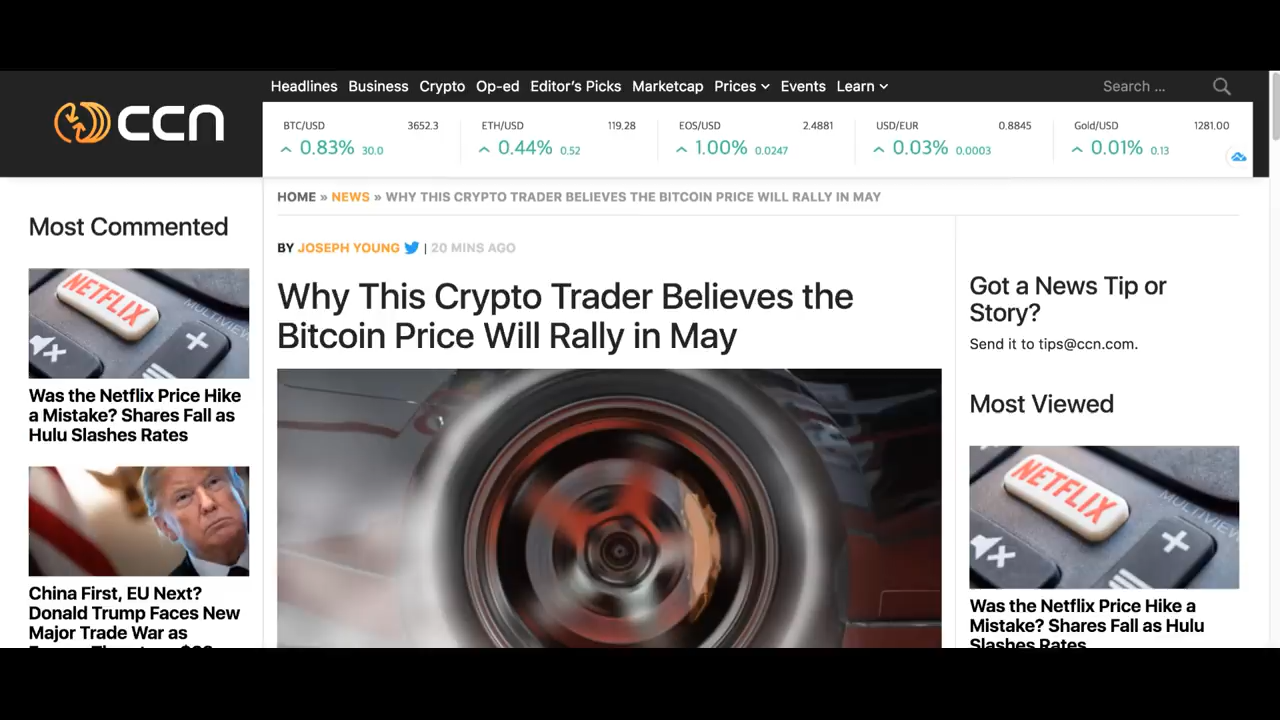 CCN
Headlines Business Crypto Op-ed Editor's Picks Marketcap Prices Events Learn
Search ...
BTC/USD 3652.3
0.83% 30.0
ETH/USD 119.28
0.44% 0.52
EOS/USD 2.4881
1.00% 0.0247
USD/EUR 0.8845
0.03% 0.0003
Gold/USD 1281.00
0.01% 0.13
HOME » NEWS » WHY THIS CRYPTO TRADER BELIEVES THE BITCOIN PRICE WILL RALLY IN MAY
Most Commented
NETFLIX
MULTIVIEW
Was the Netflix Price Hike
a Mistake? Shares Fall as
Hulu Slashes Rates
China First, EU Next?
Donald Trump Faces New
Major Trade War as
BY JOSEPH YOUNG | 20 MINS AGO
Why This Crypto Trader Believes the
Bitcoin Price Will Rally in May
Got a News Tip or
Story?
Send it to tips@ccn.com.
Most Viewed
NETFLIX
MULTIVIEW
Was the Netflix Price Hike a
Mistake? Shares Fall as Hulu
Slashes Rates